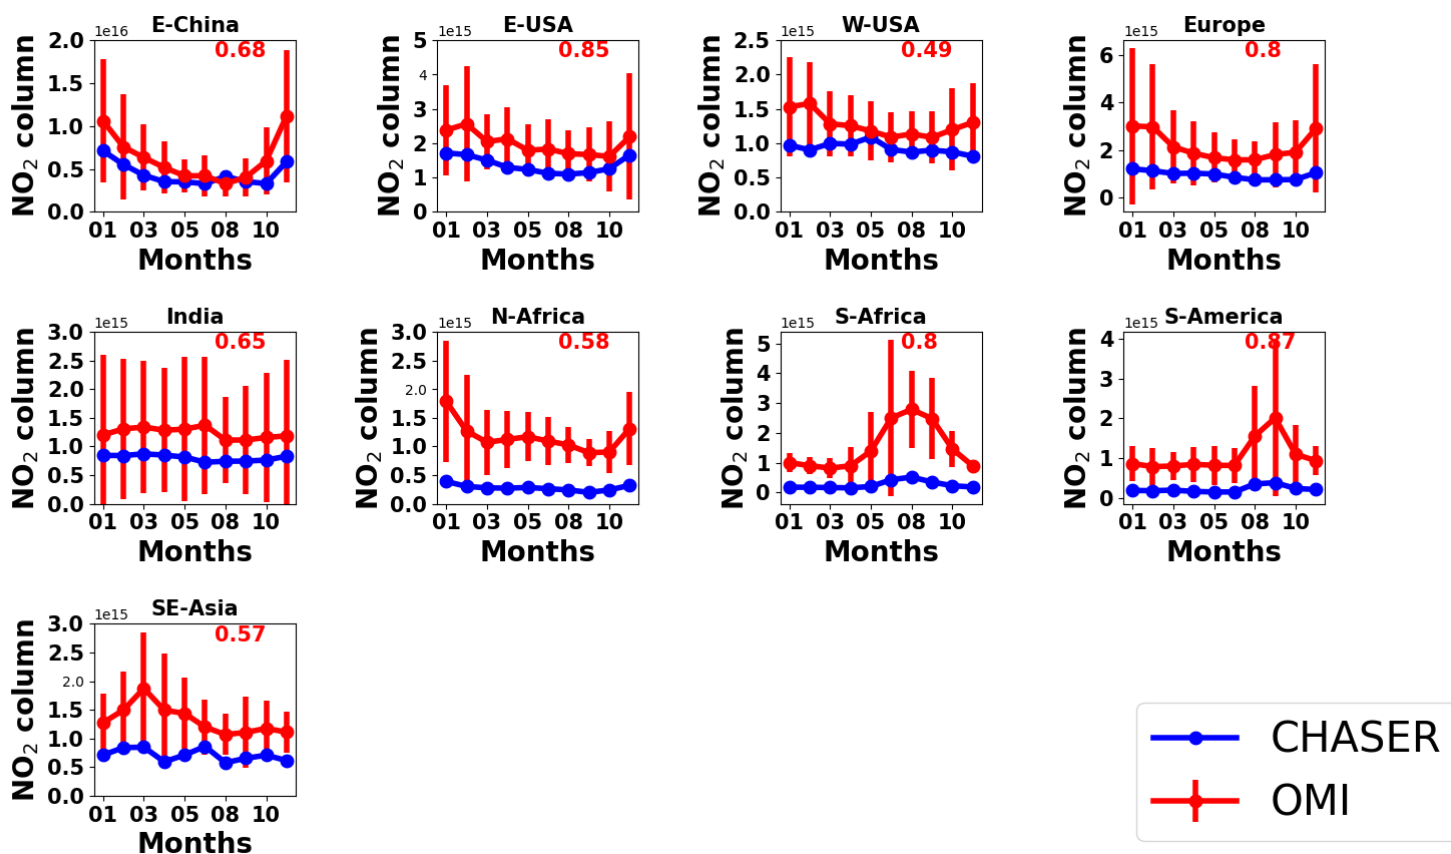 E-China
1e16
0.68
NO₂ column
2.0
1.5
1.0
0.5
0.0
01 03 05 08 10
Months
E-USA
1e15
0.85
NO₂ column
5
4
3
2
1
0
01 03 05 08 10
Months
W-USA
1e15
0.49
NO₂ column
2.5
2.0
1.5
1.0
0.5
0.0
01 03 05 08 10
Months
Europe
1e15
0.8
NO₂ column
6
4
2
0
01 03 05 08 10
Months
India
1e15
0.65
NO₂ column
3.0
2.5
2.0
1.5
1.0
0.5
0.0
01 03 05 08 10
Months
N-Africa
1e15
0.58
NO₂ column
3.0
2.5
2.0
1.5
1.0
0.5
0.0
01 03 05 08 10
Months
S-Africa
1e15
0.8
NO₂ column
5
4
3
2
1
0
01 03 05 08 10
Months
S-America
1e15
0.87
NO₂ column
4
3
2
1
0
01 03 05 08 10
Months
SE-Asia
1e15
0.57
NO₂ column
3.0
2.5
2.0
1.5
1.0
0.5
0.0
01 03 05 08 10
Months
CHASER
OMI